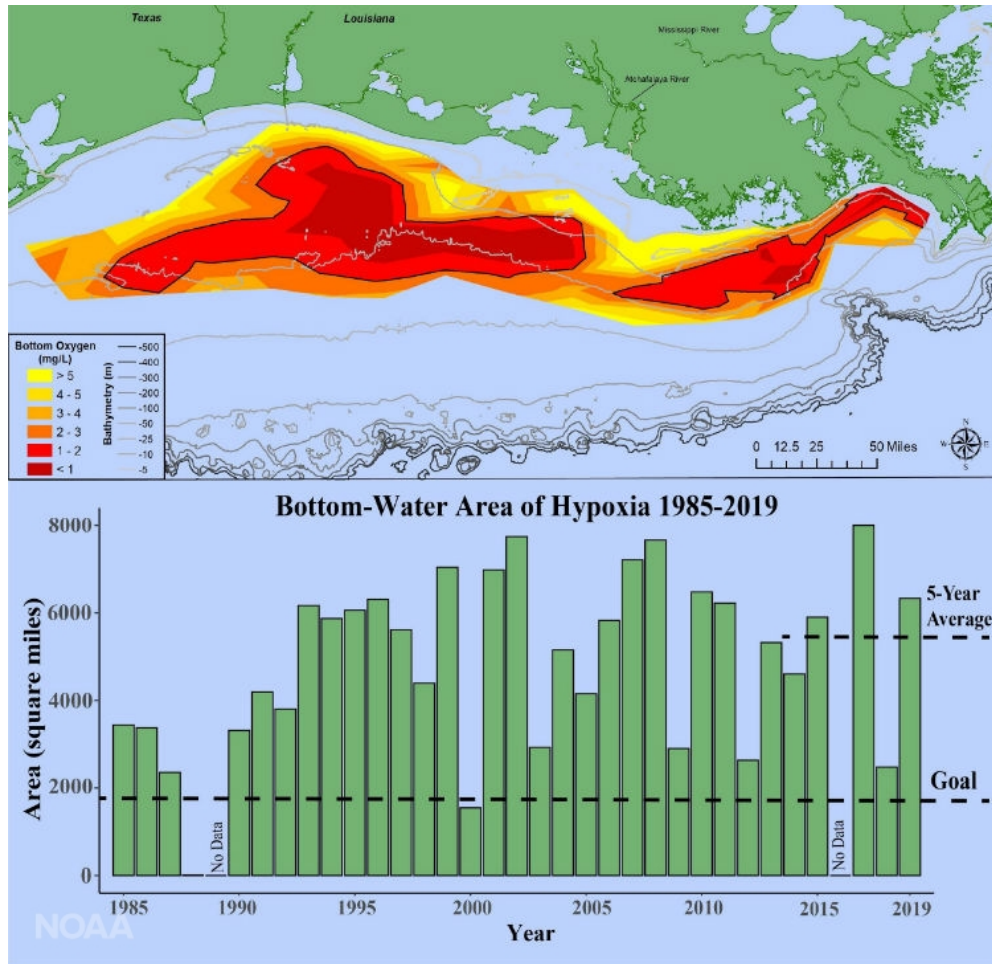 Texas
Louisiana
Mississippi River
Atchafalaya River
Bottom Oxygen
(mg/L)
> 5
4 - 5
3 - 4
2 - 3
1 - 2
< 1
Bathymetry (m)
-500
-400
-300
-200
-100
-50
-25
-10
-5
0 12.5 25 50 Miles
N
W E
S
Bottom-Water Area of Hypoxia 1985-2019
Area (square miles)
8000
6000
4000
2000
0
5-Year
Average
Goal
No Data
No Data
1985 1990 1995 2000 2005 2010 2015 2019
Year
NOAA